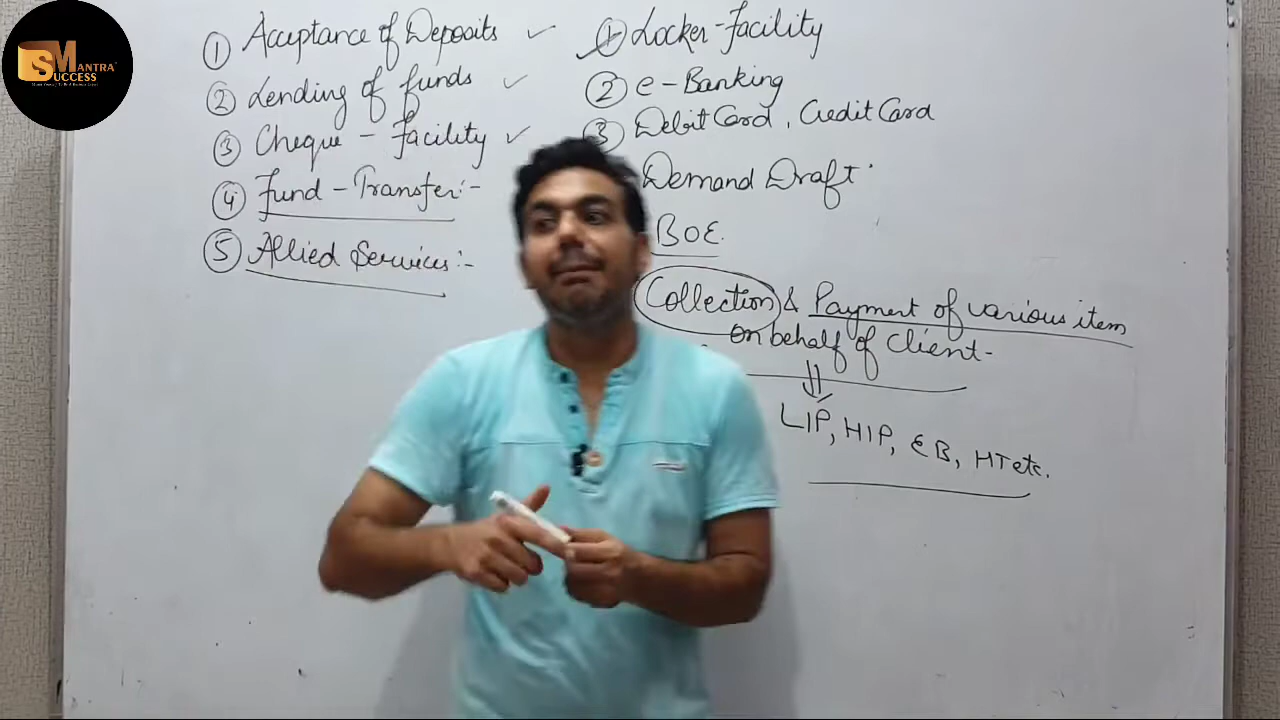 MANTRA
SUCCESS
① Acceptance of Deposits ✓
② Lending of funds ✓
③ Cheque - facility ✓
④ Fund - Transfer :-
⑤ Allied Services :-
① Locker - facility
② e - Banking
③ Debit Card, Credit Card
Demand Draft
BOE.
Collection & Payment of various item
on behalf of client -
LIP, HIP, EB, HT etc.